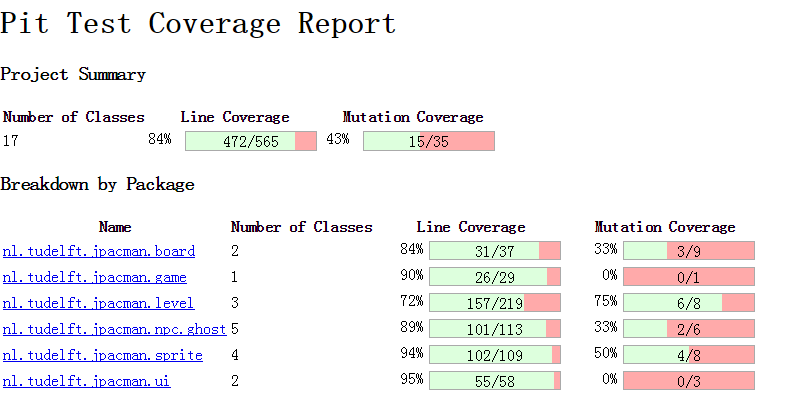 Pit Test Coverage Report
Project Summary
Number of Classes Line Coverage Mutation Coverage
17 84% 472/565 43% 15/35
Breakdown by Package
Name Number of Classes Line Coverage Mutation Coverage
nl.tudelft.jpacman.board 2 84% 31/37 33% 3/9
nl.tudelft.jpacman.game 1 90% 26/29 0% 0/1
nl.tudelft.jpacman.level 3 72% 157/219 75% 6/8
nl.tudelft.jpacman.npc.ghost 5 89% 101/113 33% 2/6
nl.tudelft.jpacman.sprite 4 94% 102/109 50% 4/8
nl.tudelft.jpacman.ui 2 95% 55/58 0% 0/3